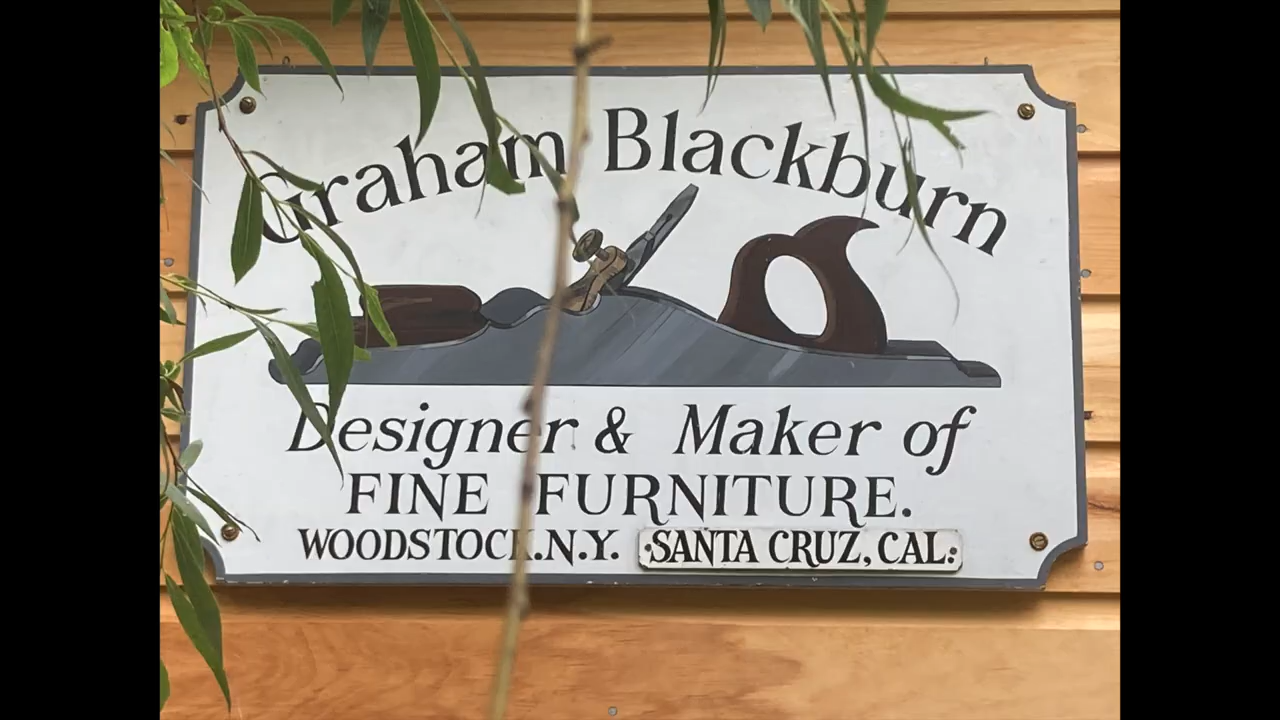 Graham Blackburn
Designer & Maker of
FINE FURNITURE.
WOODSTOCK.N.Y. ·SANTA CRUZ, CAL: